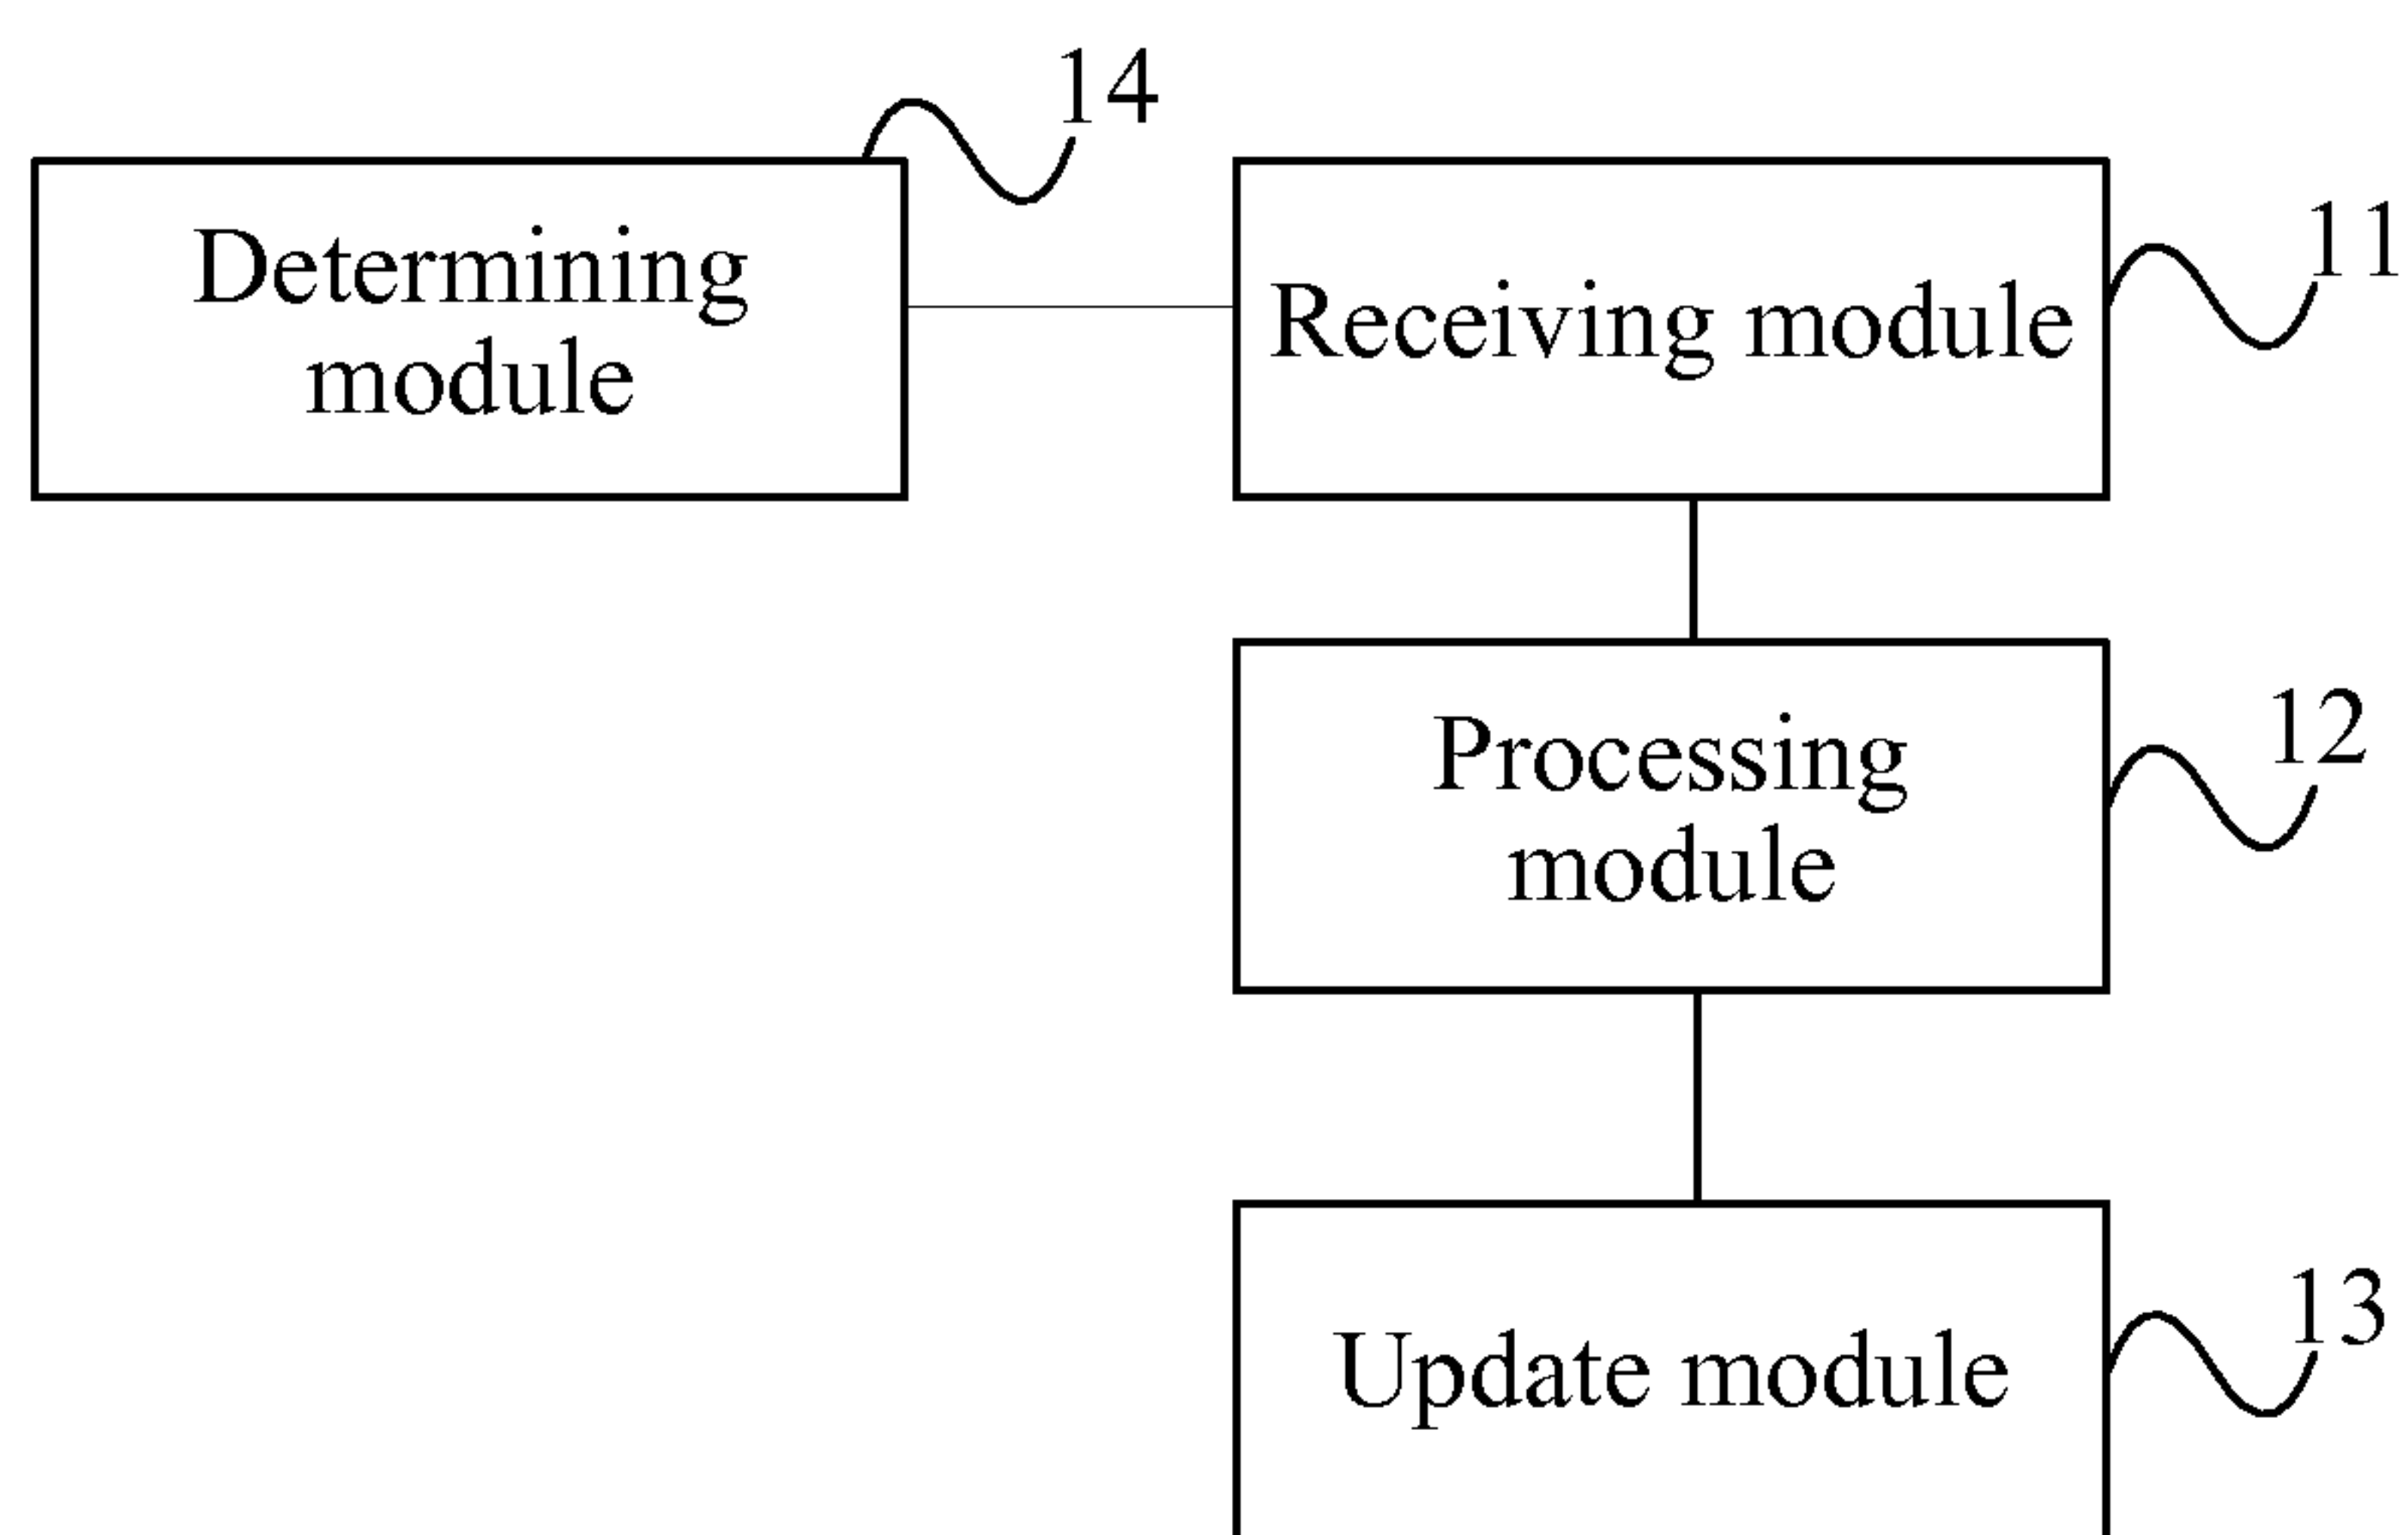 14
Determining
module
Receiving module
11
Processing
module
12
Update module
13